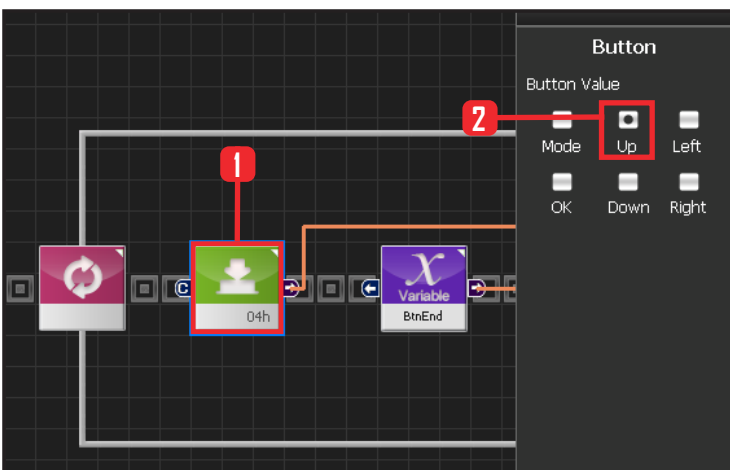 Button
Button Value
2
Mode Up Left
1
OK Down Right
C
X
Variable
04h
BtnEnd